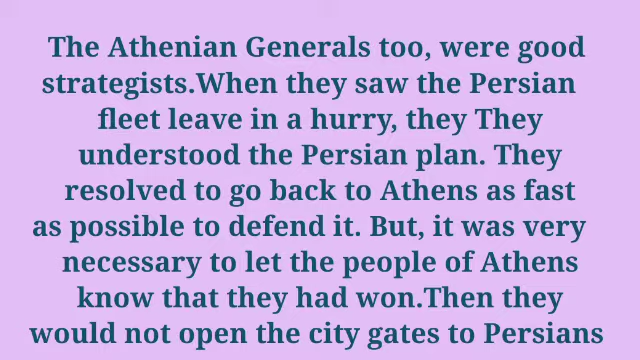 The Athenian Generals too, were good
strategists.When they saw the Persian
fleet leave in a hurry, they They
understood the Persian plan. They
resolved to go back to Athens as fast
as possible to defend it. But, it was very
necessary to let the people of Athens
know that they had won.Then they
would not open the city gates to Persians